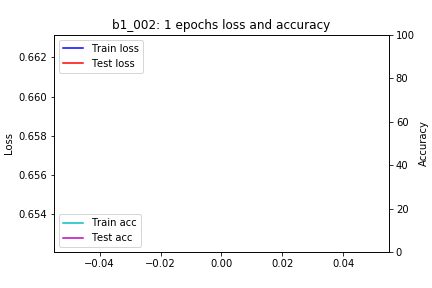 b1_002: 1 epochs loss and accuracy
Train loss
Test loss
0.662
0.660
0.658
0.656
0.654
Loss
100
80
60
40
20
0
Accuracy
Train acc
Test acc
−0.04
−0.02
0.00
0.02
0.04